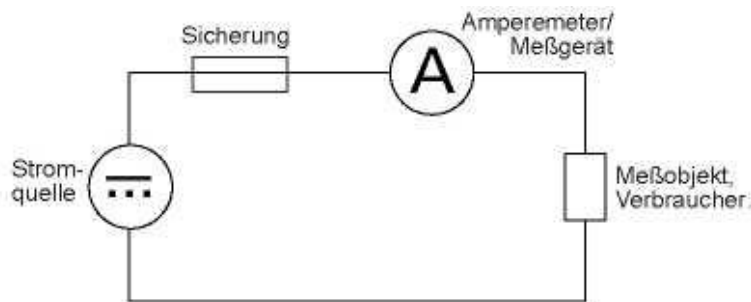 Sicherung
Amperemeter/
Meßgerät
A
Strom-
quelle
Meßobjekt,
Verbraucher.